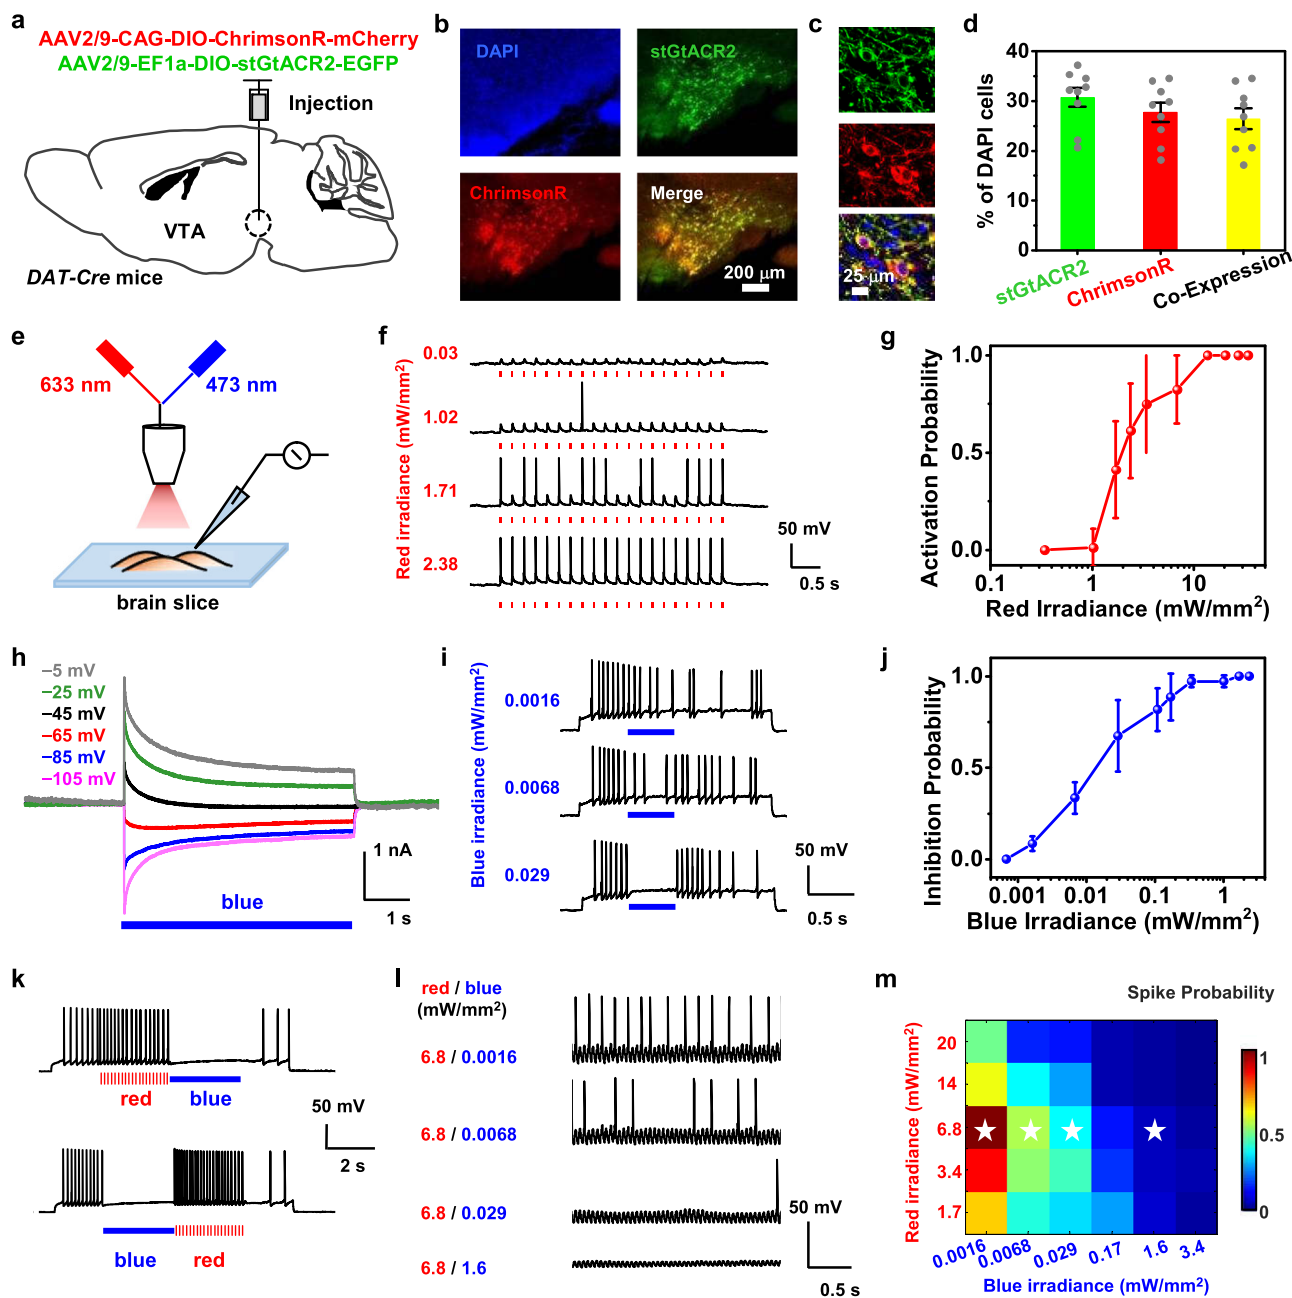 a
AAV2/9-CAG-DIO-ChrimsonR-mCherry
AAV2/9-EF1a-DIO-stGtACR2-EGFP
Injection
VTA
DAT-Cre mice
b
DAPI
stGtACR2
ChrimsonR
Merge
200 μm
c
25 μm
d
% of DAPI cells
40
30
20
10
0
stGtACR2
ChrimsonR
Co-Expression
e
633 nm
473 nm
brain slice
f
Red irradiance (mW/mm²)
0.03
1.02
1.71
2.38
50 mV
0.5 s
g
Activation Probability
1.0
0.5
0.0
0.1
1
10
Red Irradiance (mW/mm²)
h
−5 mV
−25 mV
−45 mV
−65 mV
−85 mV
−105 mV
1 nA
1 s
blue
i
Blue irradiance (mW/mm²)
0.0016
0.0068
0.029
50 mV
0.5 s
j
Inhibition Probability
1.0
0.5
0.0
0.001
0.01
0.1
1
Blue Irradiance (mW/mm²)
k
red
blue
50 mV
2 s
blue
red
l
red / blue
(mW/mm²)
6.8 / 0.0016
6.8 / 0.0068
6.8 / 0.029
6.8 / 1.6
50 mV
0.5 s
m
Spike Probability
Red irradiance (mW/mm²)
20
14
6.8
3.4
1.7
0.0016
0.0068
0.029
0.17
1.6
3.4
Blue irradiance (mW/mm²)
1
0.5
0